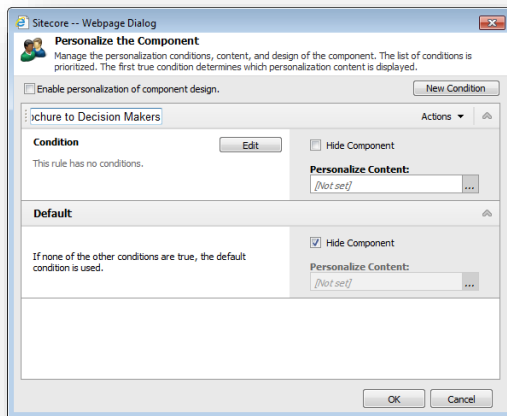 Sitecore -- Webpage Dialog
Personalize the Component
Manage the personalization conditions, content, and design of the component. The list of conditions is
prioritized. The first true condition determines which personalization content is displayed.
Enable personalization of component design.
New Condition
ochure to Decision Makers
Actions
Condition
Edit
Hide Component
This rule has no conditions.
Personalize Content:
[Not set]
...
Default
If none of the other conditions are true, the default
condition is used.
Hide Component
Personalize Content:
[Not set]
...
OK
Cancel